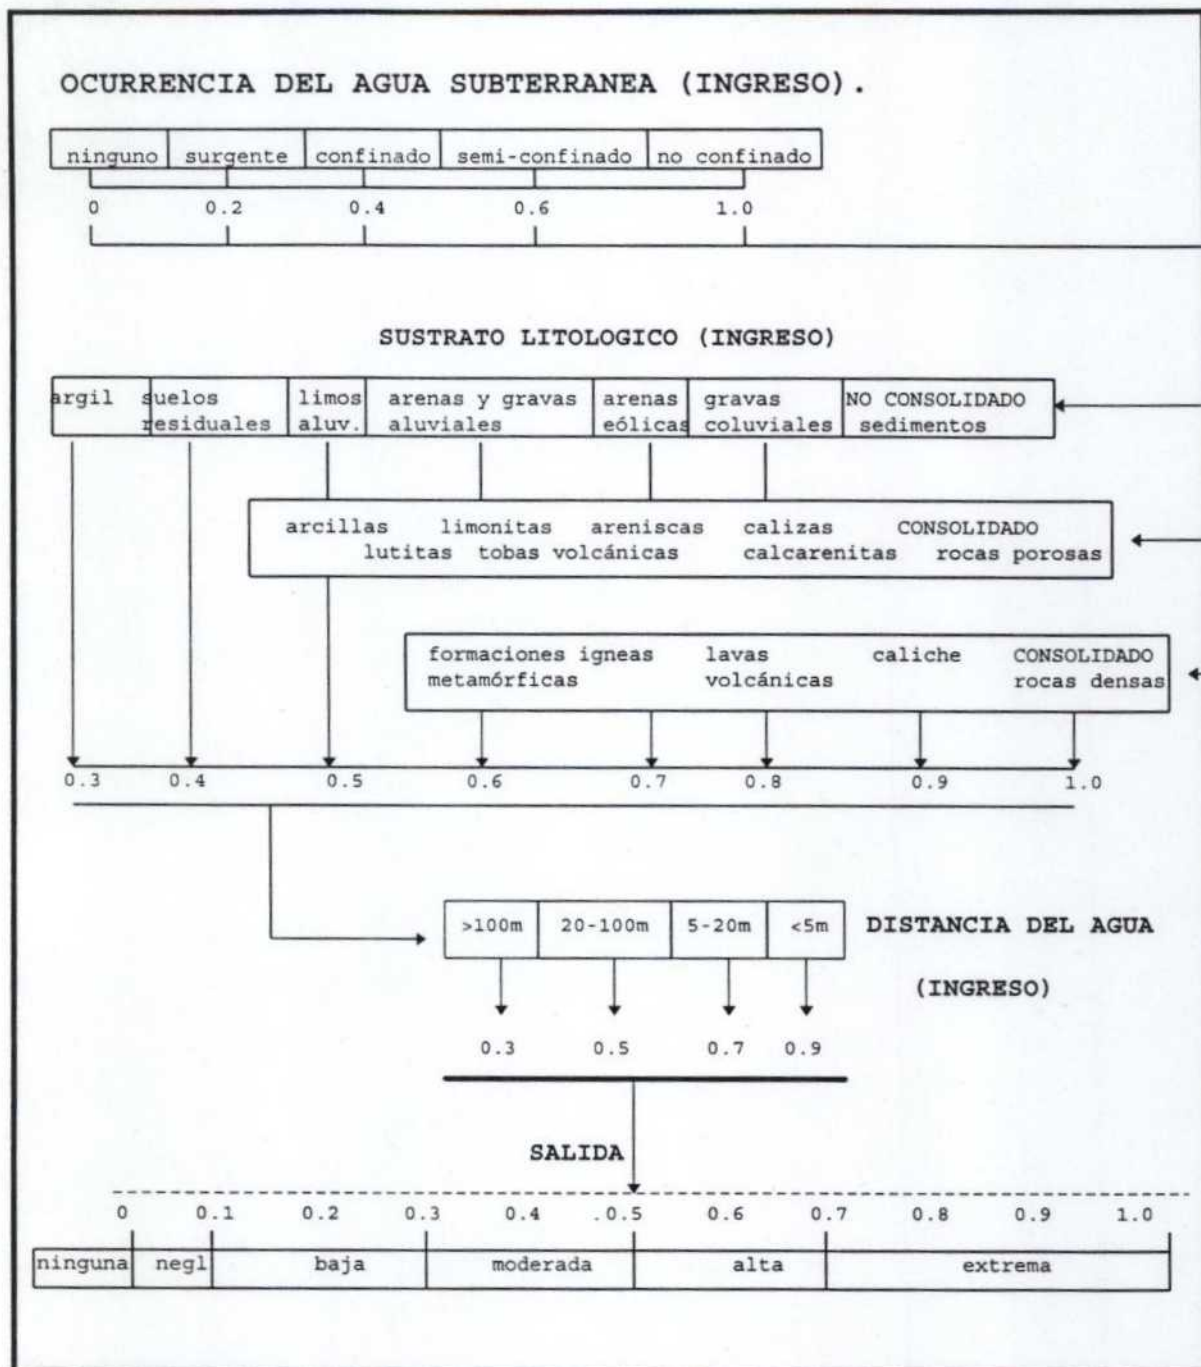 OCURRENCIA DEL AGUA SUBTERRANEA (INGRESO).
ninguno surgente confinado semi-confinado no confinado
0 0.2 0.4 0.6 1.0
SUSTRATO LITOLOGICO (INGRESO)
argil suelos limos arenas y gravas arenas gravas NO CONSOLIDADO
residuales aluv. aluviales eólicas coluviales sedimentos
arcillas limonitas areniscas calizas CONSOLIDADO
lutitas tobas volcánicas calcarenitas rocas porosas
formaciones igneas lavas caliche CONSOLIDADO
metamórficas volcánicas rocas densas
0.3 0.4 0.5 0.6 0.7 0.8 0.9 1.0
>100m 20-100m 5-20m <5m DISTANCIA DEL AGUA
(INGRESO)
0.3 0.5 0.7 0.9
SALIDA
0 0.1 0.2 0.3 0.4 .0.5 0.6 0.7 0.8 0.9 1.0
ninguna negl baja moderada alta extrema